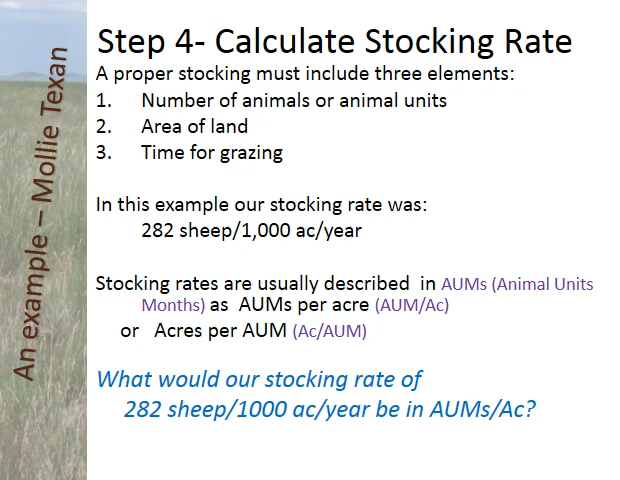 An example – Mollie Texan
Step 4- Calculate Stocking Rate
A proper stocking must include three elements:
1. Number of animals or animal units
2. Area of land
3. Time for grazing
In this example our stocking rate was:
282 sheep/1,000 ac/year
Stocking rates are usually described in AUMs (Animal Units
Months) as AUMs per acre (AUM/Ac)
or Acres per AUM (Ac/AUM)
What would our stocking rate of
282 sheep/1000 ac/year be in AUMs/Ac?